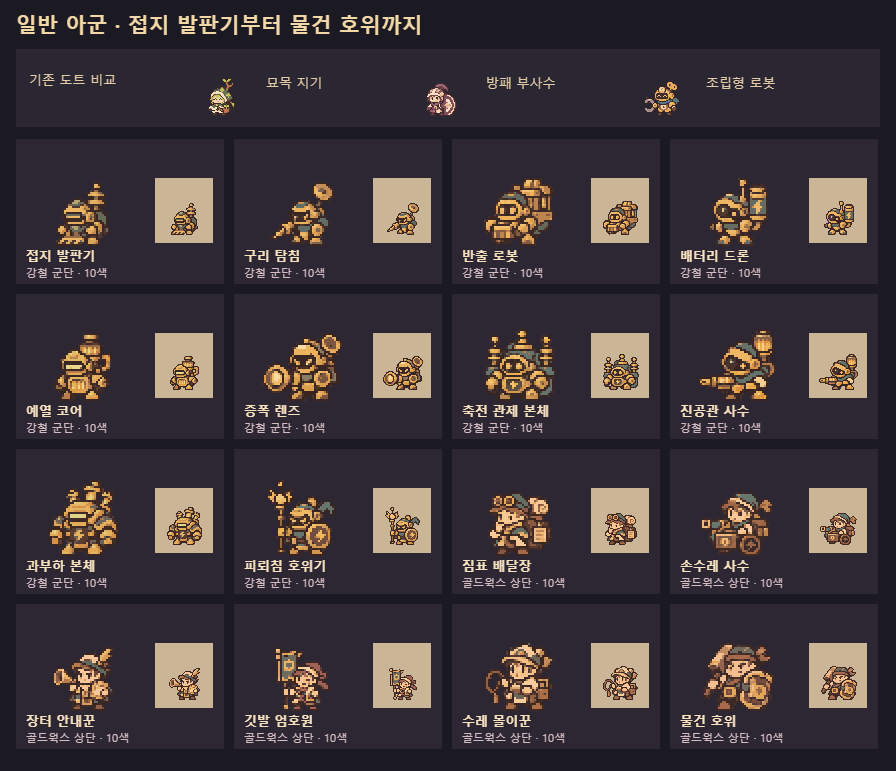 일반 아군 · 접지 발판기부터 물건 호위까지
기존 도트 비교
묘목 지기
방패 부사수
조립형 로봇
접지 발판기
강철 군단 · 10색
구리 탐침
강철 군단 · 10색
반출 로봇
강철 군단 · 10색
배터리 드론
강철 군단 · 10색
예열 코어
강철 군단 · 10색
증폭 렌즈
강철 군단 · 10색
축전 관제 본체
강철 군단 · 10색
진공관 사수
강철 군단 · 10색
과부하 본체
강철 군단 · 10색
피뢰침 호위기
강철 군단 · 10색
짐표 배달장
골드웍스 상단 · 10색
손수레 사수
골드웍스 상단 · 10색
장터 안내꾼
골드웍스 상단 · 10색
깃발 엄호원
골드웍스 상단 · 10색
수레 몰이꾼
골드웍스 상단 · 10색
물건 호위
골드웍스 상단 · 10색